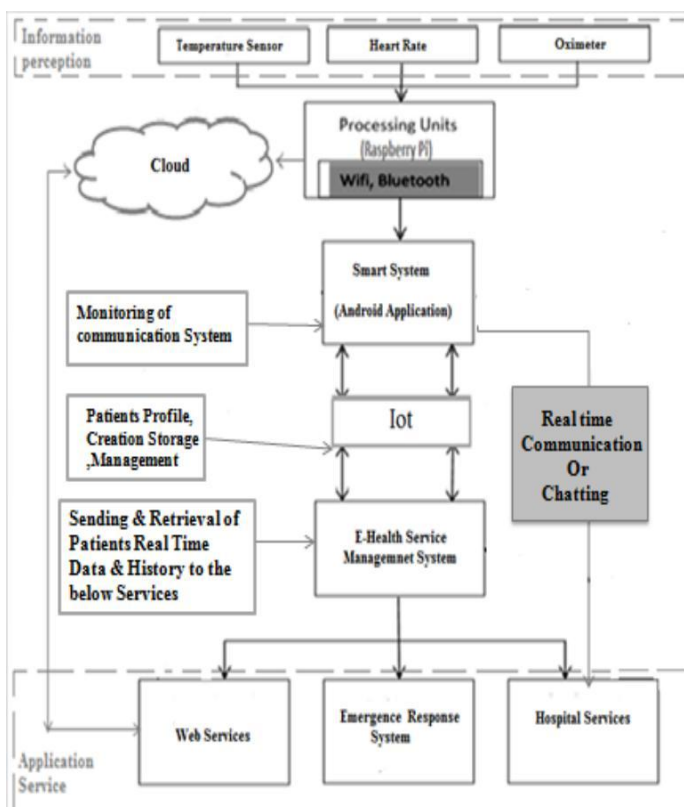 Information
perception
Temperature Sensor
Heart Rate
Oximeter
Processing Units
(Raspberry Pi)
Wifi, Bluetooth
Cloud
Smart System
(Android Application)
Monitoring of
communication System
Patients Profile,
Creation Storage
,Management
Iot
Real time
Communication
Or
Chatting
Sending & Retrieval of
Patients Real Time
Data & History to the
below Services
E-Health Service
Managemnet System
Web Services
Emergence Response
System
Hospital Services
Application
Service